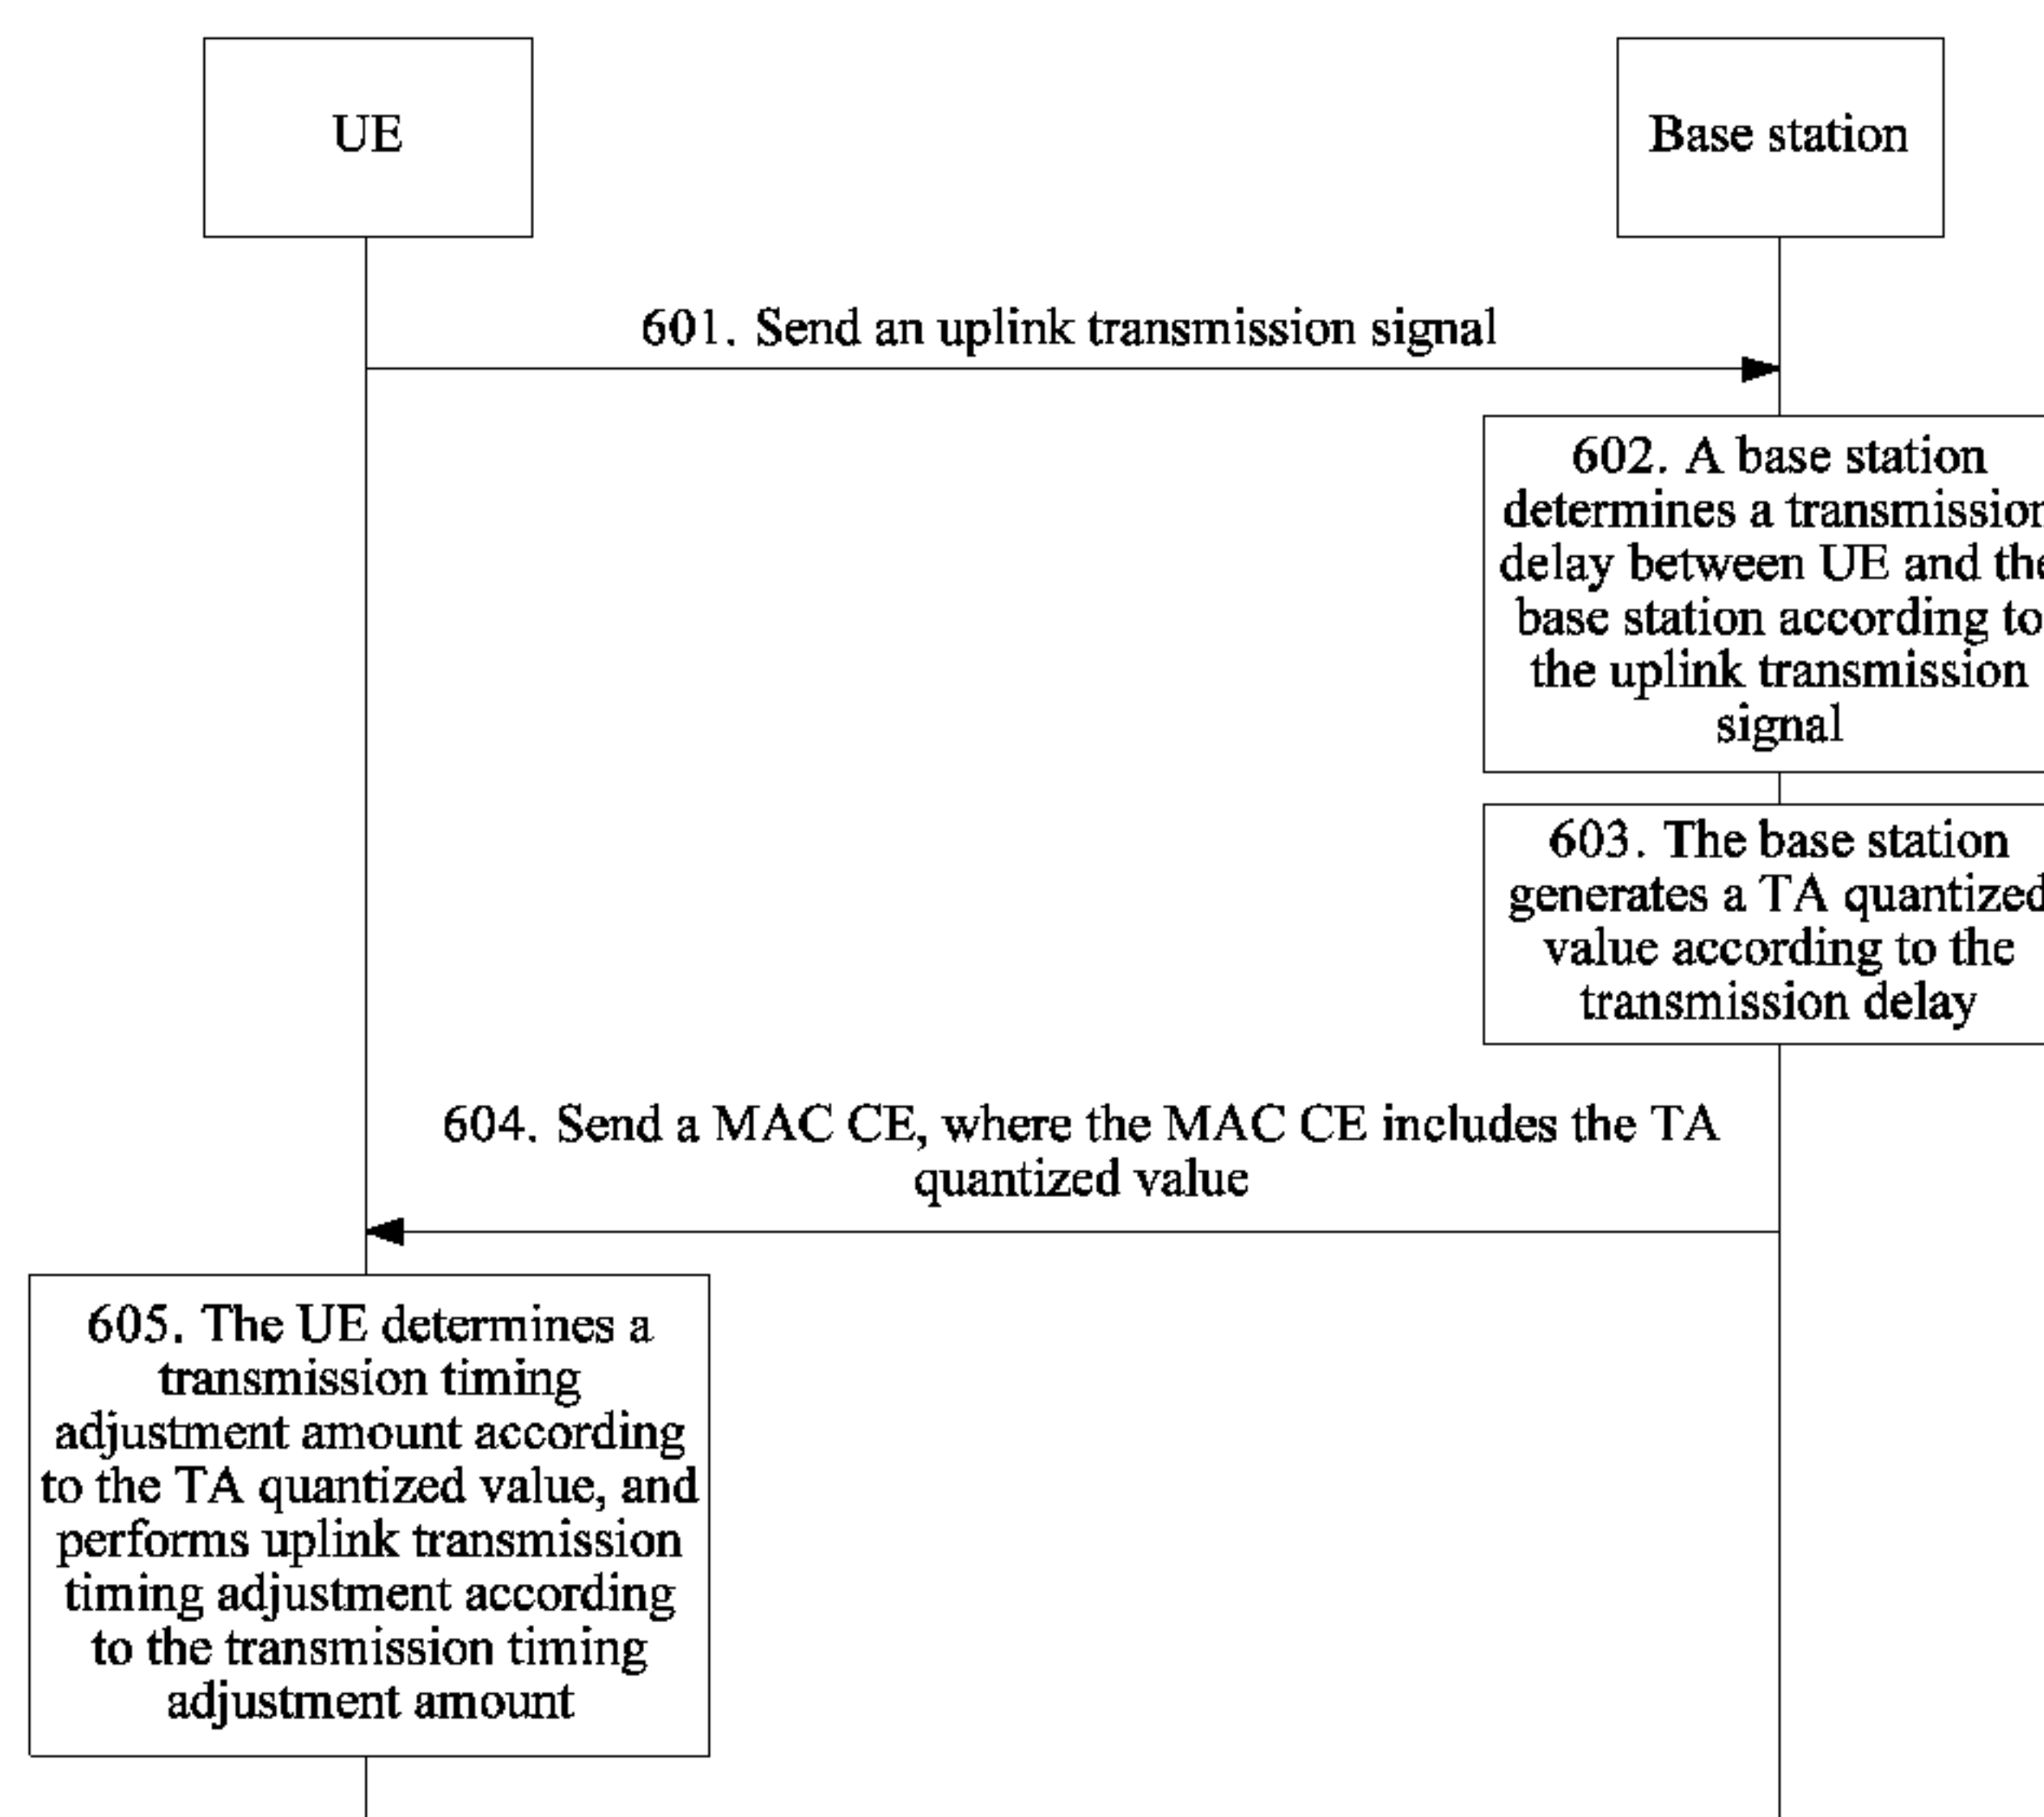 UE
Base station
601. Send an uplink transmission signal
602. A base station
determines a transmission
delay between UE and the
base station according to
the uplink transmission
signal
603. The base station
generates a TA quantized
value according to the
transmission delay
604. Send a MAC CE, where the MAC CE includes the TA
quantized value
605. The UE determines a
transmission timing
adjustment amount according
to the TA quantized value, and
performs uplink transmission
timing adjustment according
to the transmission timing
adjustment amount